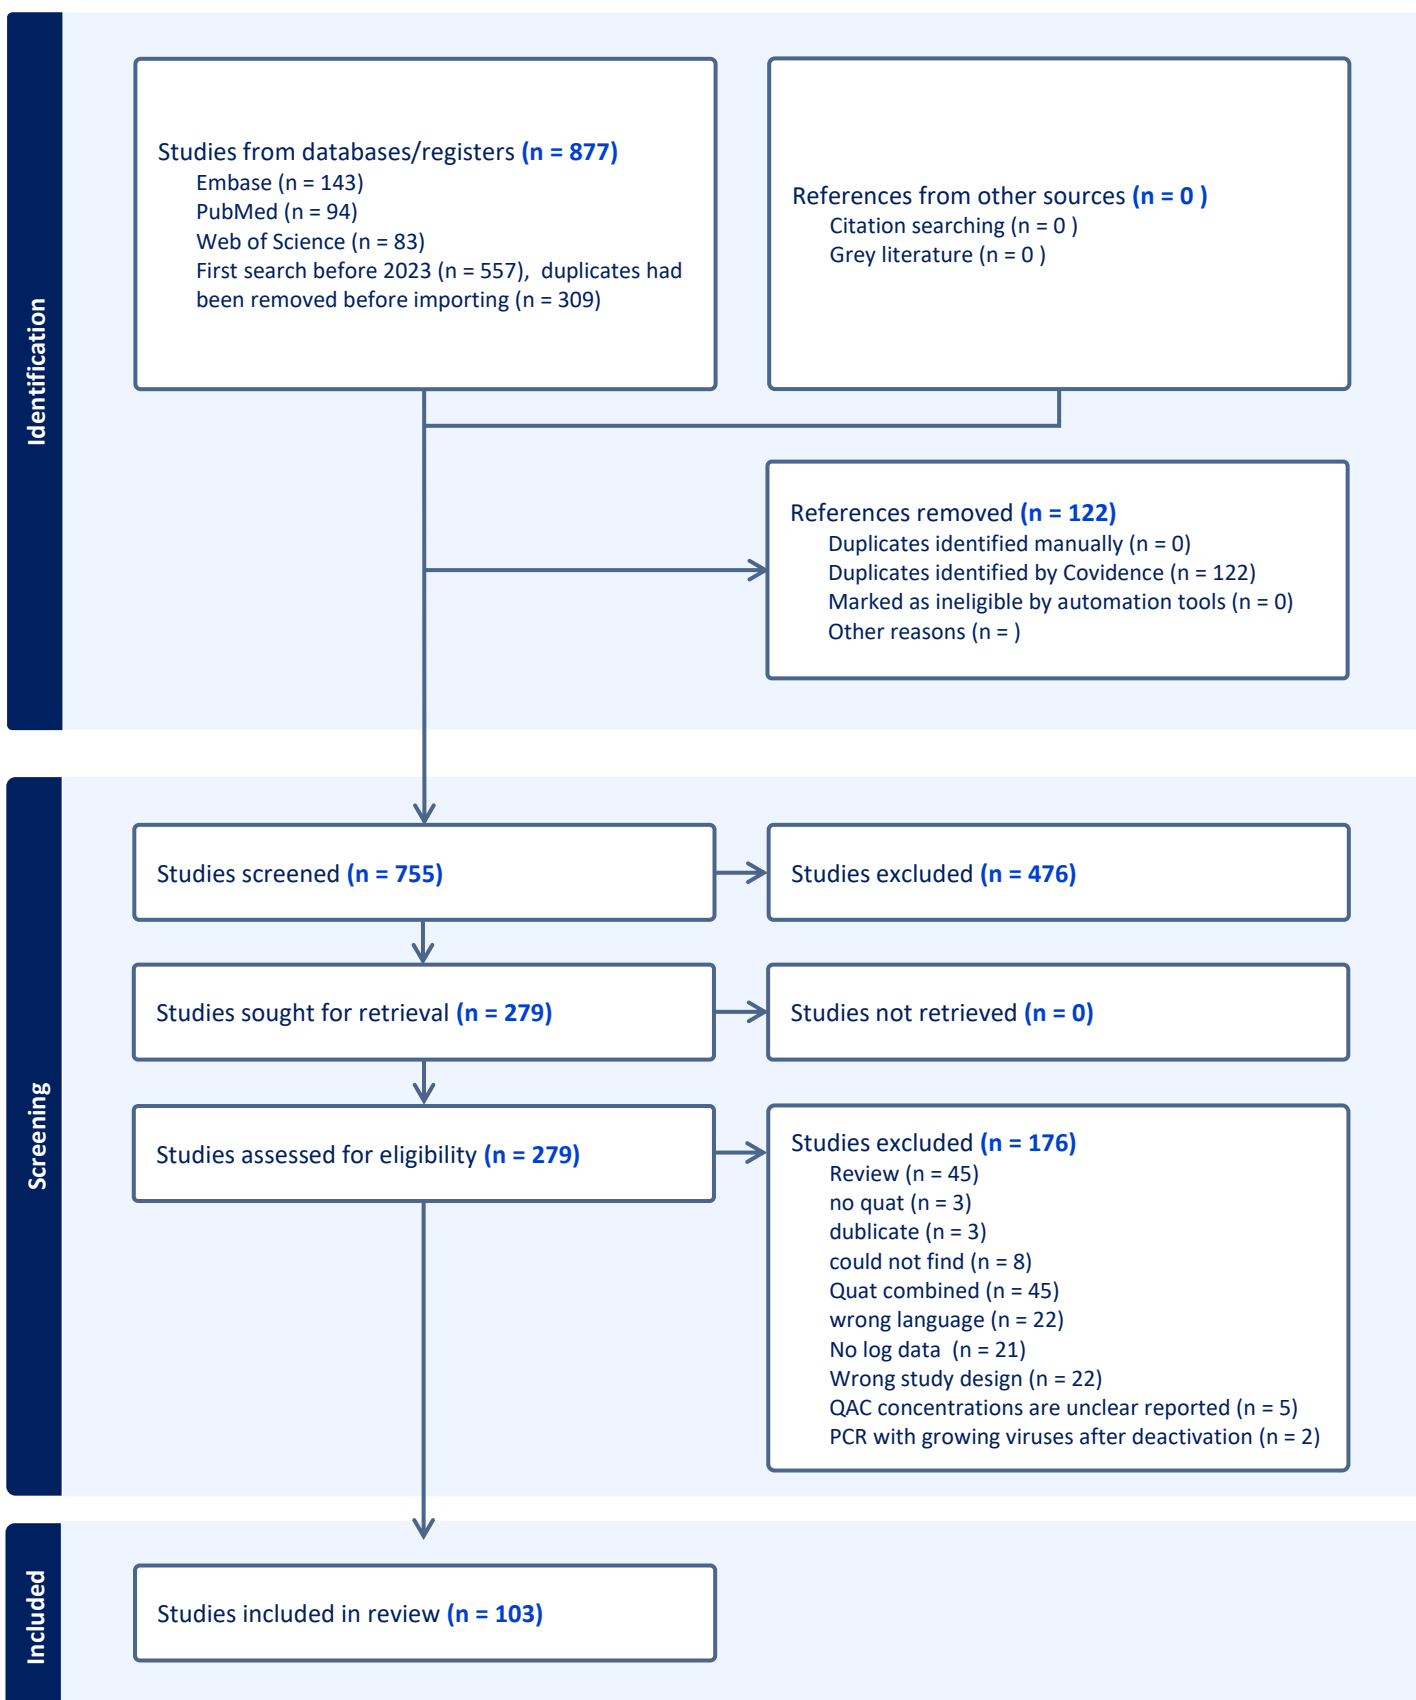 Identification
Studies from databases/registers (n = 877)
Embase (n = 143)
PubMed (n = 94)
Web of Science (n = 83)
First search before 2023 (n = 557),  duplicates had
been removed before importing (n = 309)
References from other sources (n = 0 )
Citation searching (n = 0 )
Grey literature (n = 0 )
References removed (n = 122)
Duplicates identified manually (n = 0)
Duplicates identified by Covidence (n = 122)
Marked as ineligible by automation tools (n = 0)
Other reasons (n = )
Screening
Studies screened (n = 755)
Studies excluded (n = 476)
Studies sought for retrieval (n = 279)
Studies not retrieved (n = 0)
Studies assessed for eligibility (n = 279)
Studies excluded (n = 176)
Review (n = 45)
no quat (n = 3)
dublicate (n = 3)
could not find (n = 8)
Quat combined (n = 45)
wrong language (n = 22)
No log data  (n = 21)
Wrong study design (n = 22)
QAC concentrations are unclear reported (n = 5)
PCR with growing viruses after deactivation (n = 2)
Included
Studies included in review (n = 103)